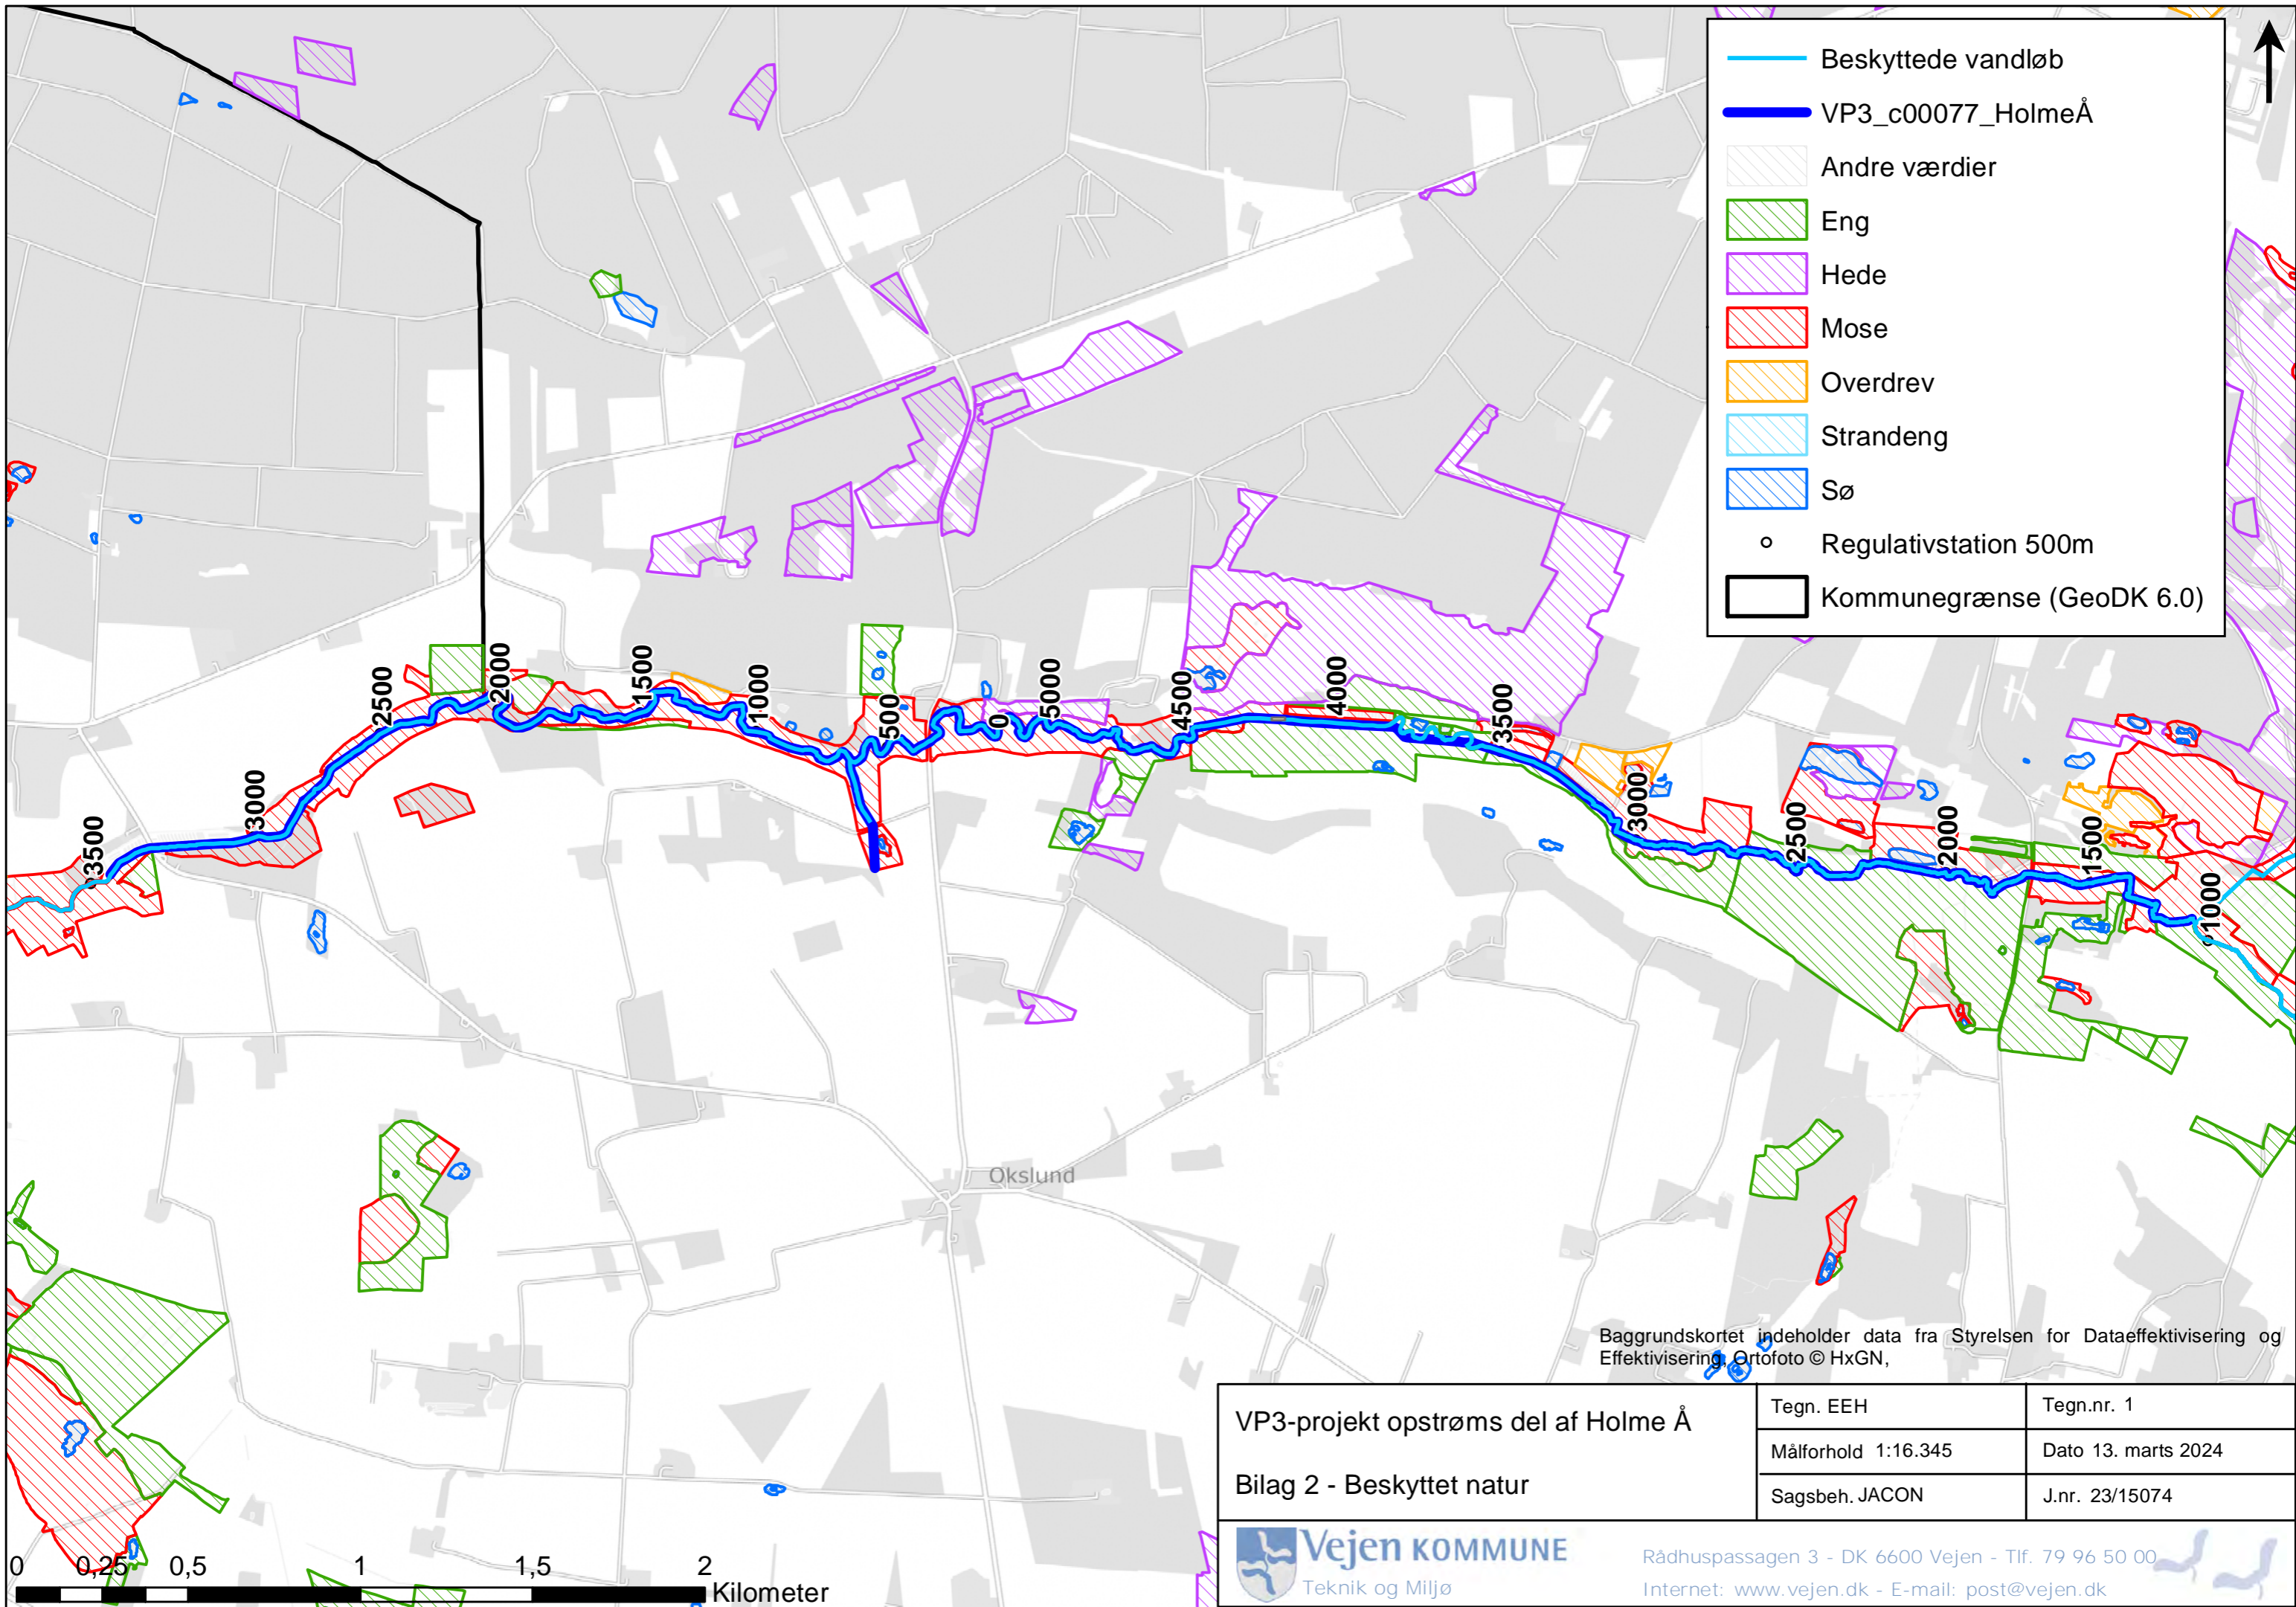 Beskyttede vandløb
VP3_c00077_HolmeÅ
Andre værdier
Eng
Hede
Mose
Overdrev
Strandeng
Sø
Regulativstation 500m
Kommunegrænse (GeoDK 6.0)
3500
3000
2500
2000
1500
1000
500
0
5000
4500
4000
3500
3000
2500
2000
1500
1000
Okslund
Baggrundskortet indeholder data fra Styrelsen for Dataeffektivisering og
Effektivisering, Ortofoto © HxGN,
VP3-projekt opstrøms del af Holme Å
Bilag 2 - Beskyttet natur
Tegn. EEH
Tegn.nr. 1
Målforhold 1:16.345
Dato 13. marts 2024
Sagsbeh. JACON
J.nr. 23/15074
Vejen KOMMUNE
Teknik og Miljø
Rådhuspassagen 3 - DK 6600 Vejen - Tlf. 79 96 50 00
Internet: www.vejen.dk - E-mail: post@vejen.dk
0 0,25 0,5 1 1,5 2
Kilometer